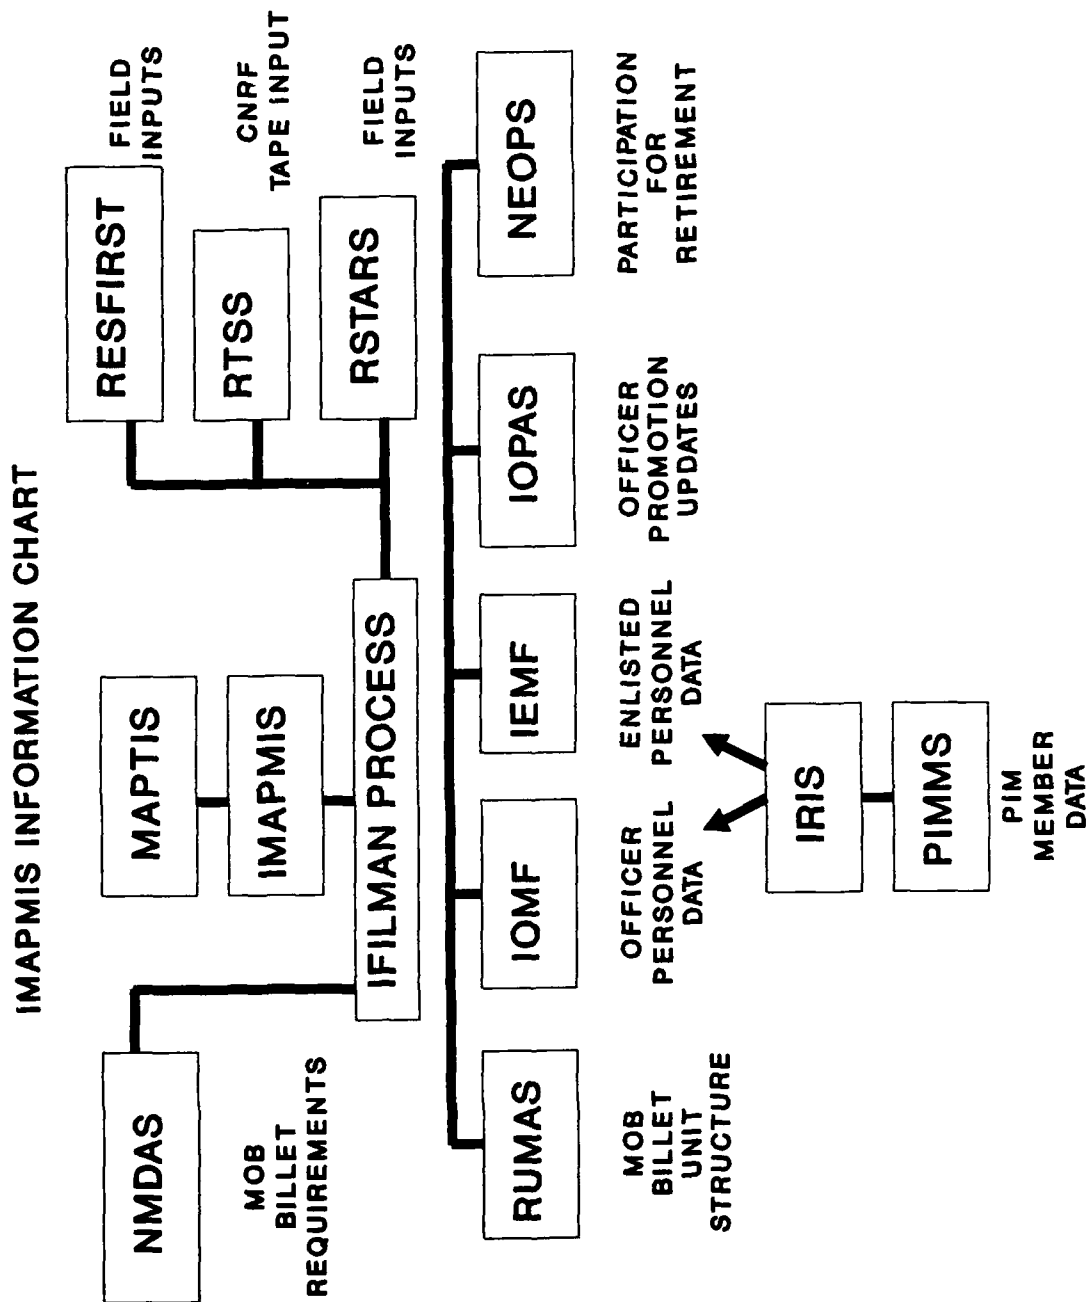 IMAPMIS INFORMATION CHART
NMDAS
MOB
BILLET
REQUIREMENTS
MAPTIS
IMAPMIS
IFILMAN PROCESS
RESFIRST
FIELD
INPUTS
RTSS
CNRF
TAPE INPUT
RSTARS
FIELD
INPUTS
RUMAS
MOB
BILLET
UNIT
STRUCTURE
IOMF
OFFICER
PERSONNEL
DATA
IEMF
ENLISTED
PERSONNEL
DATA
IOPAS
OFFICER
PROMOTION
UPDATES
NEOPS
PARTICIPATION
FOR
RETIREMENT
IRIS
PIMMS
PIM
MEMBER
DATA